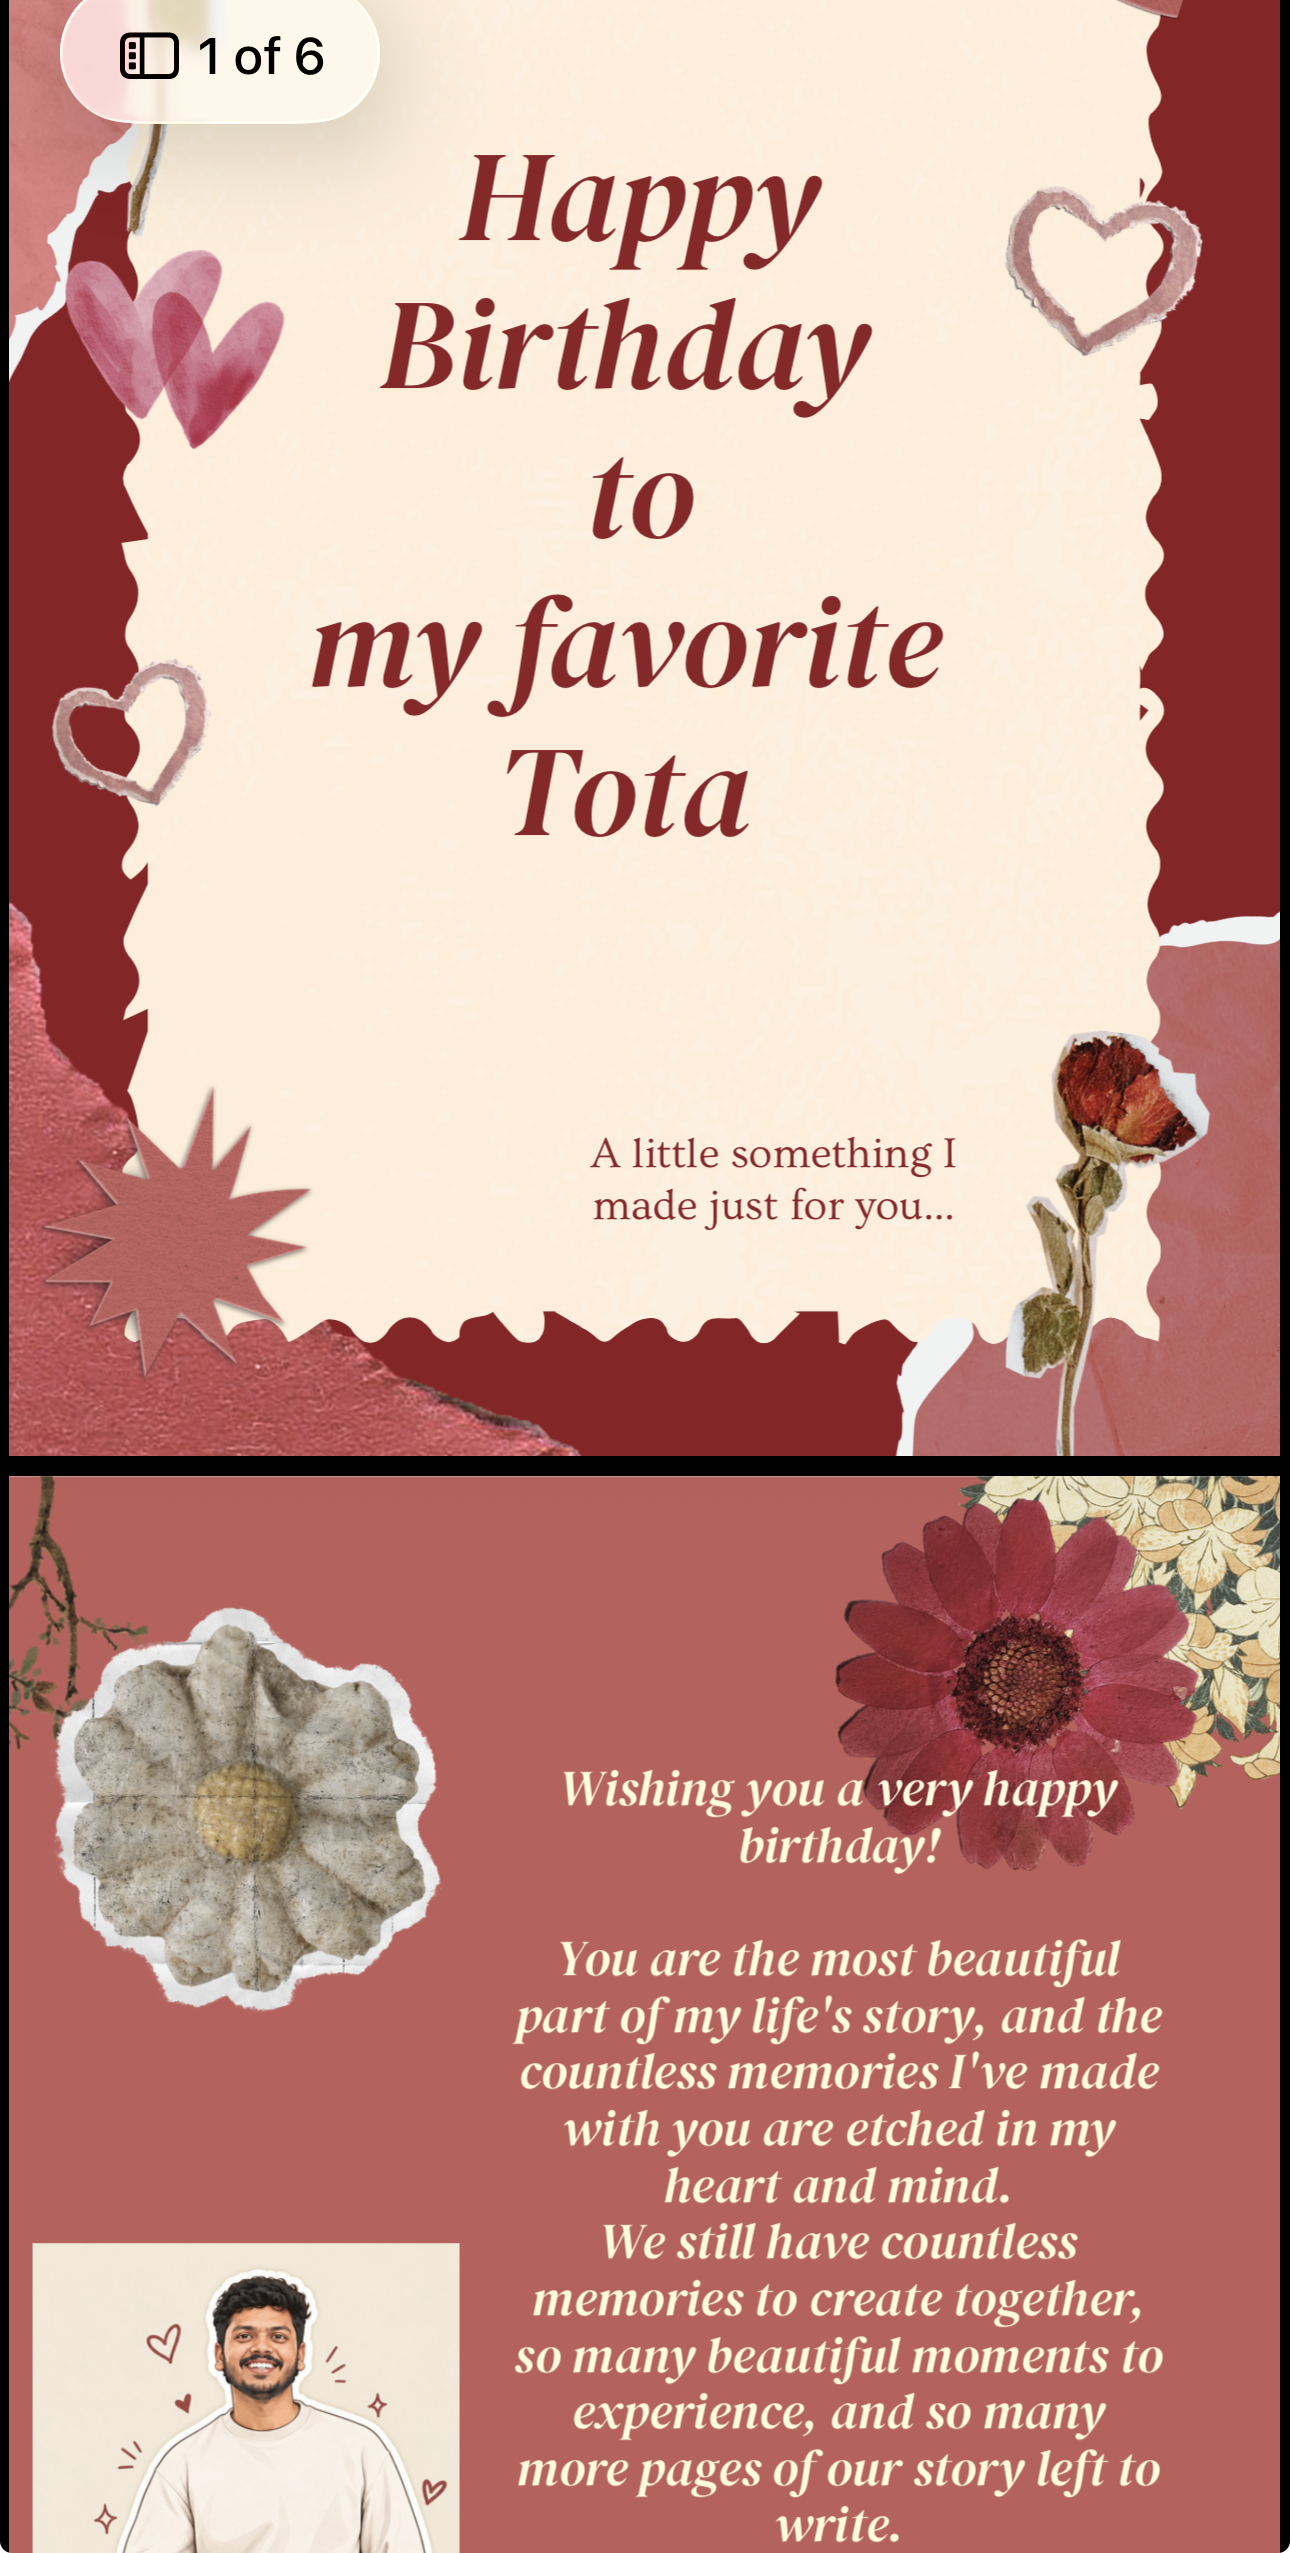 1 of 6
Happy
Birthday
to
my favorite
Tota
A little something I
made just for you...
Wishing you a very happy
birthday!
You are the most beautiful
part of my life's story, and the
countless memories I've made
with you are etched in my
heart and mind.
We still have countless
memories to create together,
so many beautiful moments to
experience, and so many
more pages of our story left to
write.